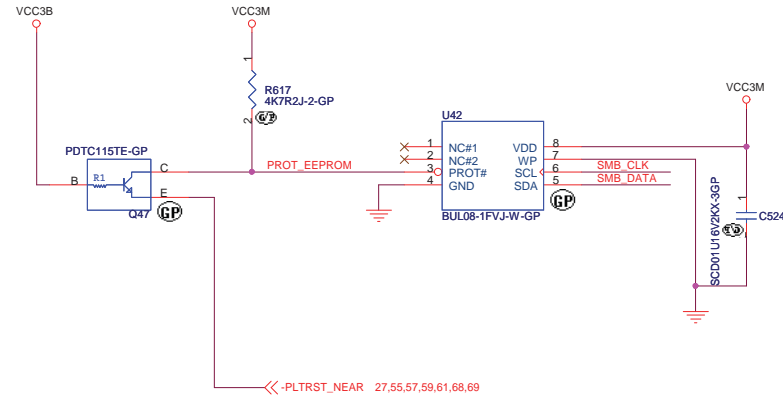 VCC3B
VCC3M
1
R617
4K7R2J-2-GP
2
VCC3M
U42
PDTC115TE-GP
1
NC#1
VDD
8
2
NC#2
WP
7
C
PROT_EEPROM
3
PROT#
SCL
6
SMB_CLK
B
R1
4
GND
SDA
5
SMB_DATA
E
GP
BUL08-1FVJ-W-GP
GP
Q47
1
C524
SCD01U16V2KX-3GP
-PLTRST_NEAR 27,55,57,59,61,68,69